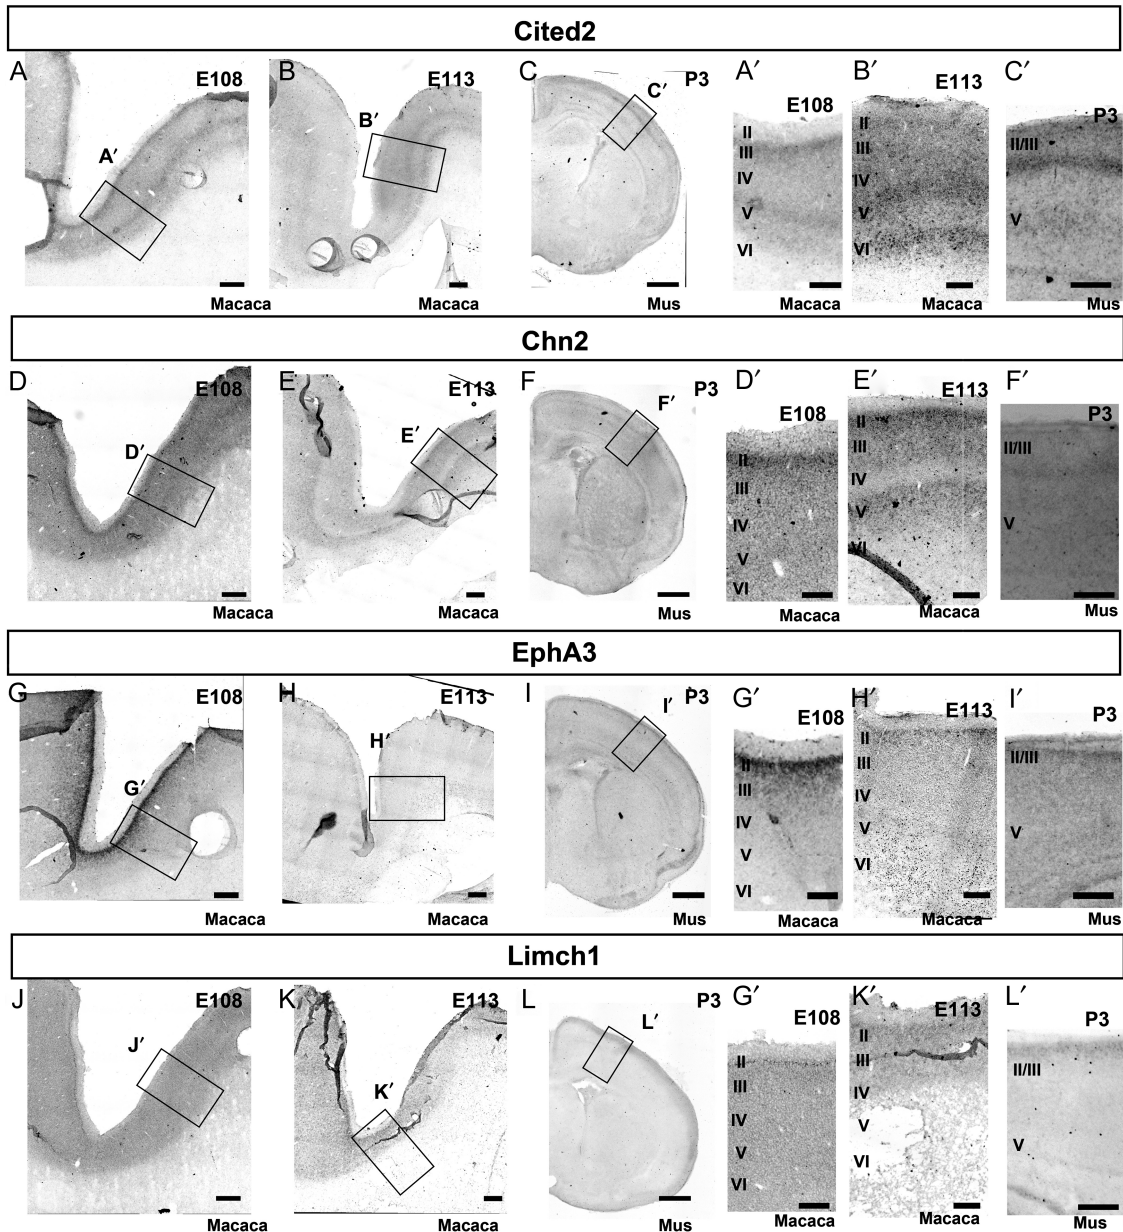 Cited2
A E108 B E113 C P3 A′ E108 B′ E113 C′ P3
A′ B′ C′
II II II/III
III III
IV IV
V V V
VI VI
Macaca Macaca Mus Macaca Macaca Mus
Chn2
D E108 E E113 F P3 D′ E108 E′ E113 F′ P3
D′ E′ F′
II II II/III
III III
IV IV
V V V
VI VI
Macaca Macaca Mus Macaca Macaca Mus
EphA3
G E108 H E113 I P3 G′ E108 H′ E113 I′ P3
G′ H′ I′
II II II/III
III III
IV IV
V V V
VI VI
Macaca Macaca Mus Macaca Macaca Mus
Limch1
J E108 K E113 L P3 G′ E108 K′ E113 L′ P3
J′ K′ L′
II II II/III
III III
IV IV
V V V
VI VI
Macaca Macaca Mus Macaca Macaca Mus